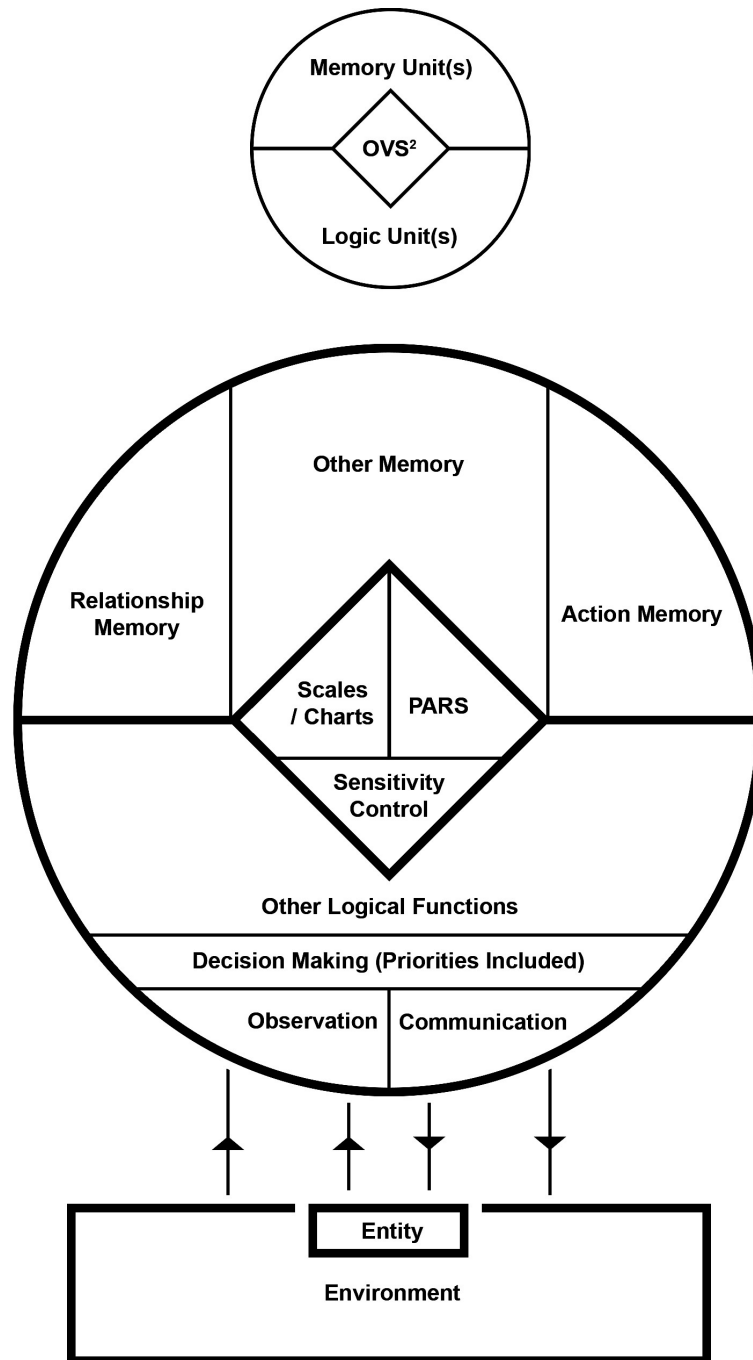 Memory Unit(s)
OVS²
Logic Unit(s)
Other Memory
Relationship
Memory
Action Memory
Scales
/ Charts
PARS
Sensitivity
Control
Other Logical Functions
Decision Making (Priorities Included)
Observation
Communication
Entity
Environment